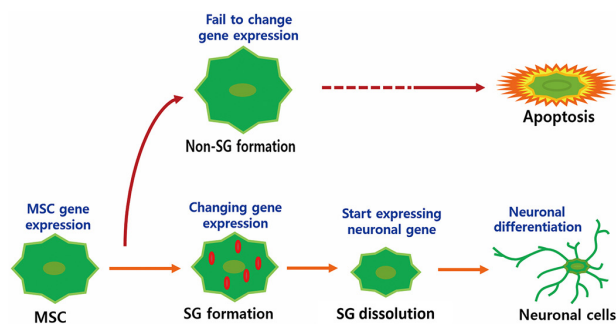 Fail to change
gene expression
Non-SG formation
Apoptosis
MSC gene
expression
MSC
Changing gene
expression
SG formation
Start expressing
neuronal gene
SG dissolution
Neuronal
differentiation
Neuronal cells